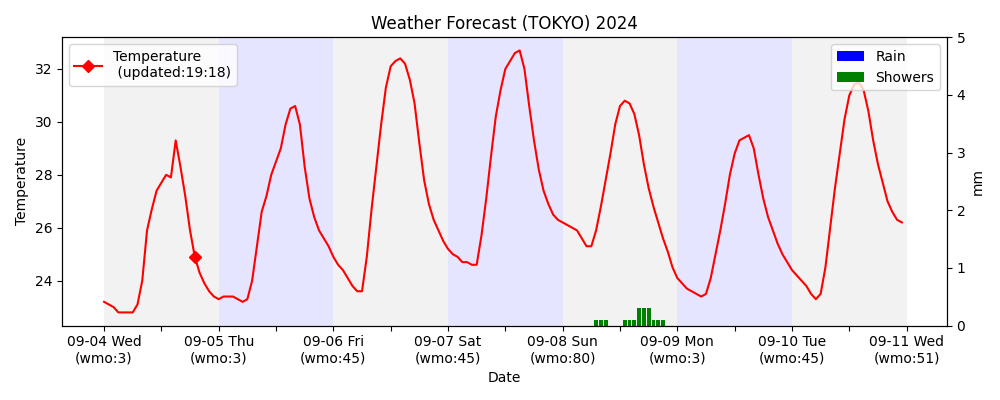 Weather Forecast (TOKYO) 2024
Temperature
(updated:19:18)
Rain
Showers
Temperature
32
30
28
26
24
5
4
3
2
1
0
mm
09-04 Wed
(wmo:3)
09-05 Thu
(wmo:3)
09-06 Fri
(wmo:45)
09-07 Sat
(wmo:45)
09-08 Sun
(wmo:80)
09-09 Mon
(wmo:3)
09-10 Tue
(wmo:45)
09-11 Wed
(wmo:51)
Date